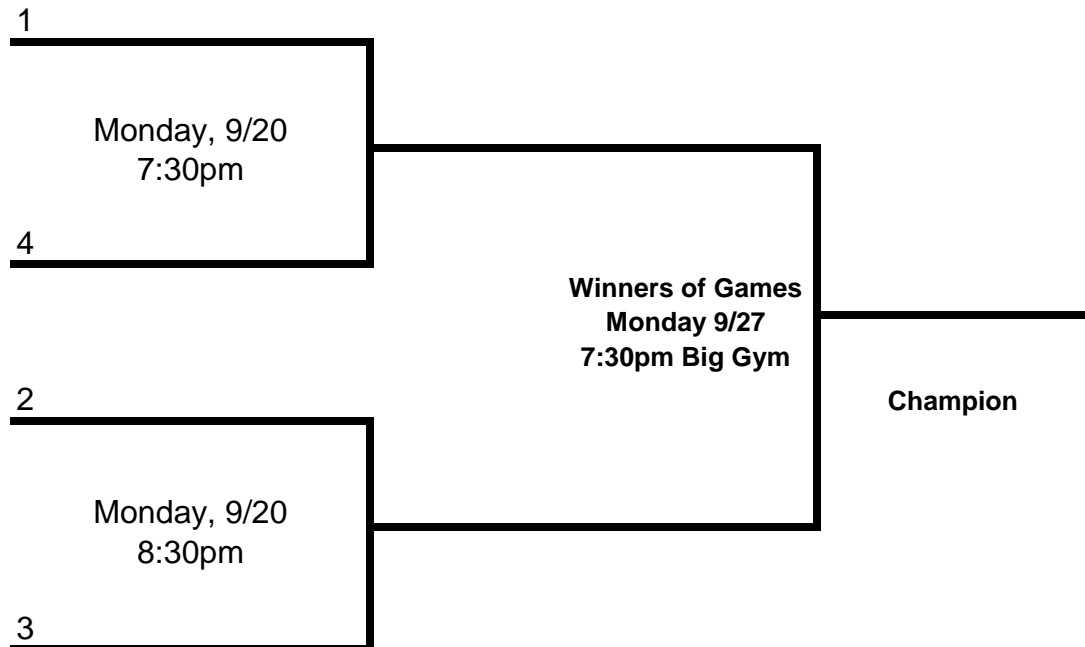 1
Monday, 9/20
7:30pm
4
Winners of Games
Monday 9/27
7:30pm Big Gym
Champion
2
Monday, 9/20
8:30pm
3